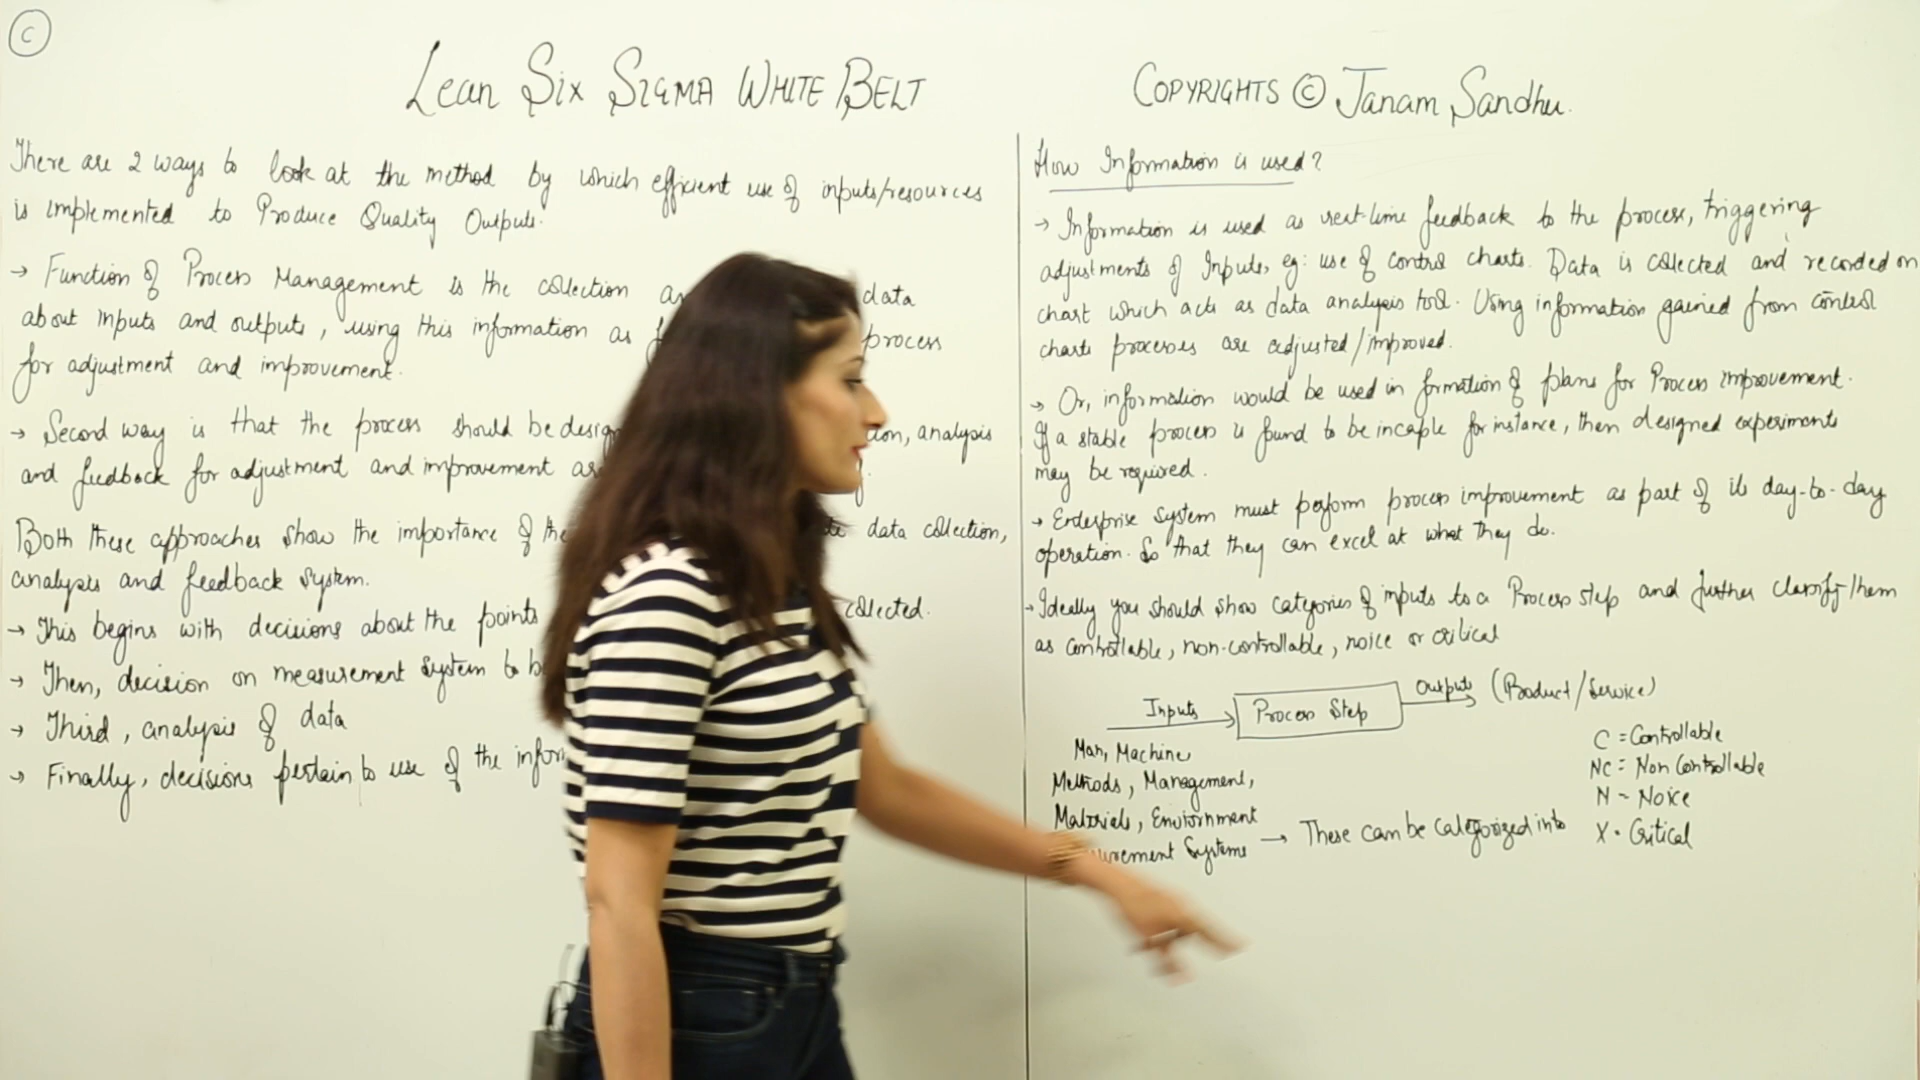 C
Lean Six SIGMA WHITE BELT
COPYRIGHTS © Janam Sandhu.
There are 2 ways to look at the method by which efficient use of inputs/resources
is implemented to Produce Quality Outputs.
→ Function of Process Management is the collection data
about inputs and outputs, using this information as process
for adjustment and improvement.
→ Second way is that the process should be analysis
and feedback for adjustment and improvement
Both these approaches show the importance of the data collection,
analysis and feedback system.
→ This begins with decisions about the points collected.
→ Then, decision on measurement system to
→ Third, analysis of data
→ Finally, decisions pertain to use of the
How Information is used?
→ Information is used as real-time feedback to the process, triggering
adjustments of Inputs, eg: use of control charts. Data is collected and recorded on
chart which acts as data analysis tool. Using information gained from control
charts processes are adjusted/improved.
→ Or, information would be used in formation of plans for Process improvement.
If a stable process is found to be incaple for instance, then designed experiments
may be required.
→ Enterprise system must perform process improvement as part of its day-to-day
operation. So that they can excel at what they do.
→ Ideally you should show categories of inputs to a Process step and further classify them
as controllable, non-controllable, noice or critical
Inputs → Process Step Outputs → (Product/Service)
Man, Machine
Methods, Management,
Materials, Enviornment
Systems → These can be categorized into
C = Controllable
NC = Non Controllable
N - Noice
X - Critical